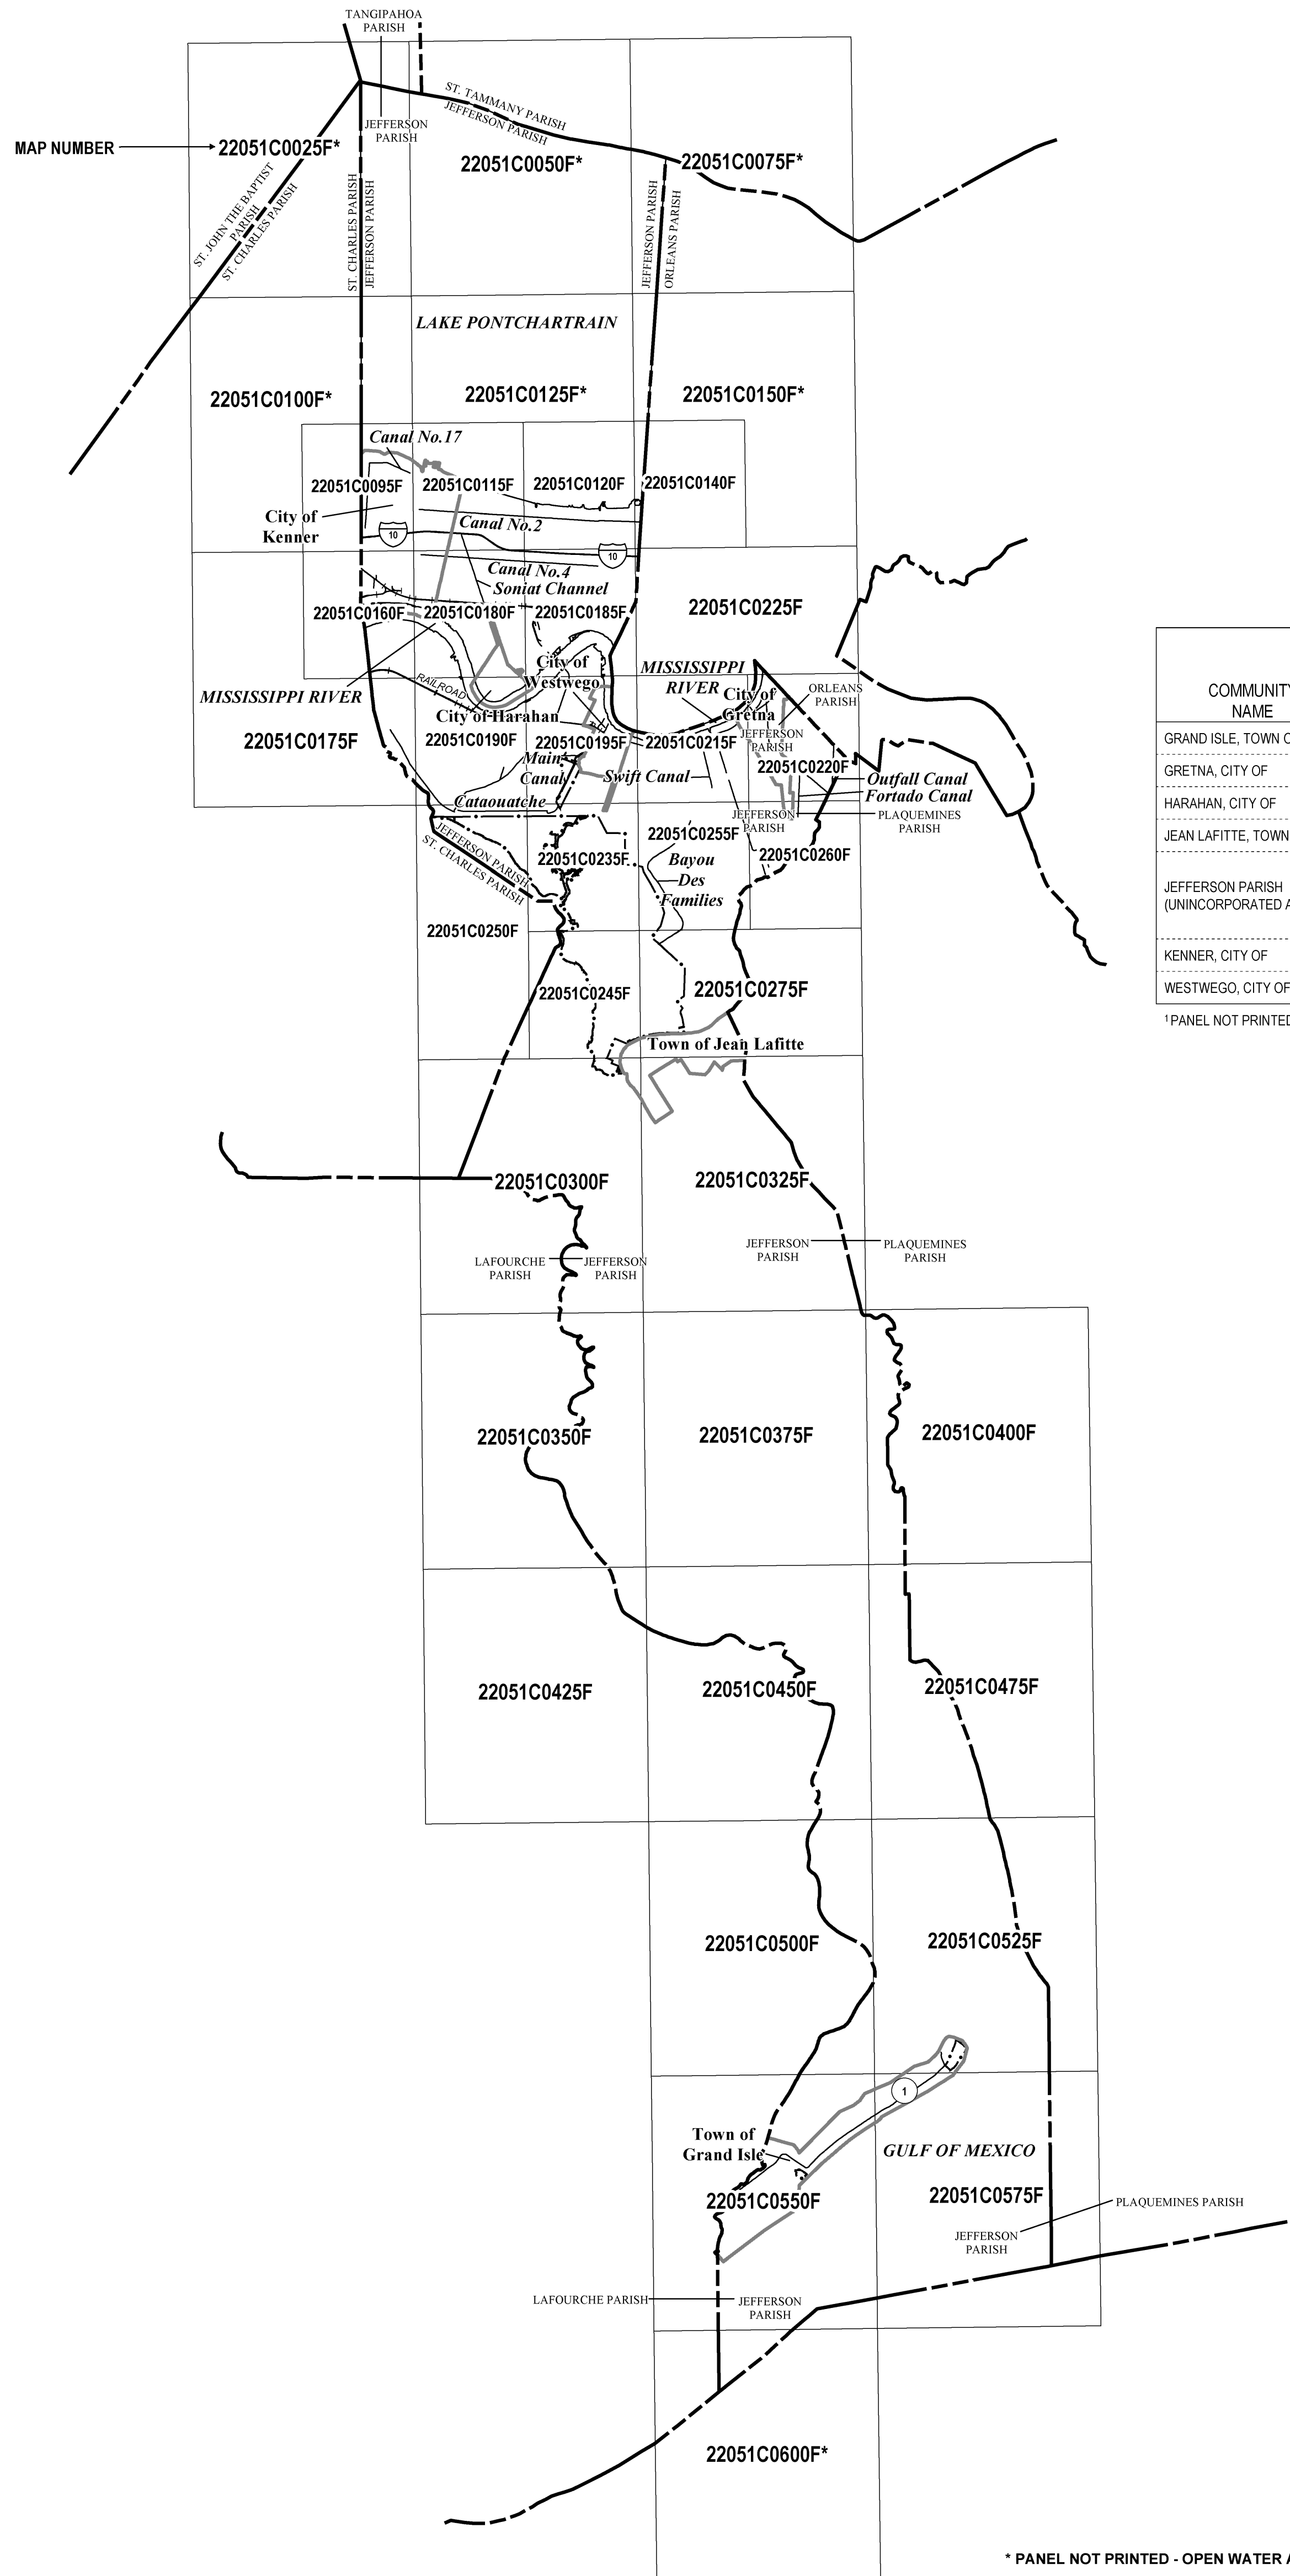 TANGIPAHOA
PARISH
ST. TAMMANY PARISH
JEFFERSON PARISH
JEFFERSON
PARISH
MAP NUMBER
22051C0025F*
22051C0050F*
22051C0075F*
ST. JOHN THE BAPTIST
PARISH
ST. CHARLES PARISH
ST. CHARLES PARISH
JEFFERSON PARISH
JEFFERSON PARISH
ORLEANS PARISH
LAKE PONTCHARTRAIN
22051C0100F*
22051C0125F*
22051C0150F*
Canal No.17
22051C0095F
22051C0115F
22051C0120F
22051C0140F
City of
Kenner
Canal No.2
10
10
Canal No.4
Soniat Channel
22051C0160F
22051C0180F
22051C0185F
22051C0225F
City of
Westwego
MISSISSIPPI
RIVER
RAILROAD
MISSISSIPPI RIVER
City of
Gretna
ORLEANS
PARISH
City of Harahan
JEFFERSON
PARISH
22051C0175F
22051C0190F
22051C0195F
22051C0215F
22051C0220F
Main
Canal
Swift Canal
Outfall Canal
Fortado Canal
Cataouatche
JEFFERSON
PARISH
PLAQUEMINES
PARISH
JEFFERSON PARISH
ST. CHARLES PARISH
22051C0255F
22051C0235F
22051C0260F
Bayou
Des
Families
22051C0250F
22051C0245F
22051C0275F
Town of Jean Lafitte
22051C0300F
22051C0325F
LAFOURCHE
PARISH
JEFFERSON
PARISH
JEFFERSON
PARISH
PLAQUEMINES
PARISH
22051C0350F
22051C0375F
22051C0400F
22051C0425F
22051C0450F
22051C0475F
22051C0500F
22051C0525F
1
Town of
Grand Isle
GULF OF MEXICO
22051C0550F
22051C0575F
PLAQUEMINES PARISH
JEFFERSON
PARISH
LAFOURCHE PARISH
JEFFERSON
PARISH
22051C0600F*
COMMUNITY
NAME
GRAND ISLE, TOWN O
GRETNA, CITY OF
HARAHAN, CITY OF
JEAN LAFITTE, TOWN
JEFFERSON PARISH
(UNINCORPORATED A
KENNER, CITY OF
WESTWEGO, CITY OF
1 PANEL NOT PRINTED
* PANEL NOT PRINTED - OPEN WATER A